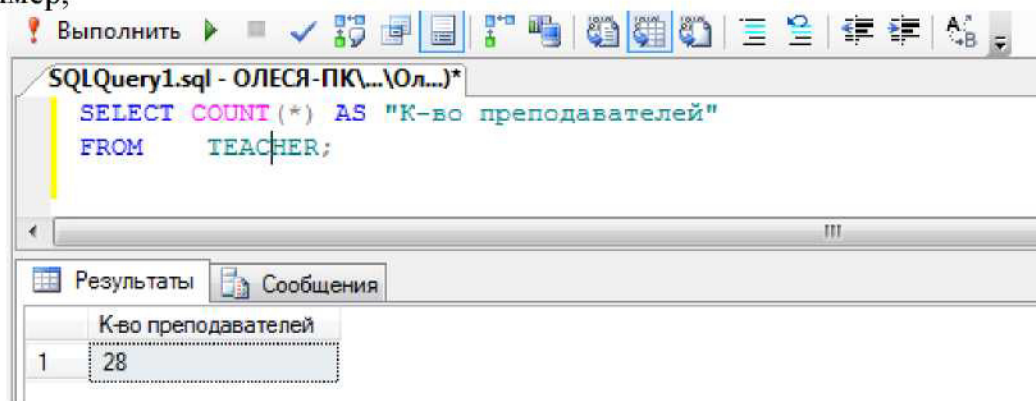 мер,
Выполнить
SQLQuery1.sql - ОЛЕСЯ-ПК\...\Ол...)*
SELECT COUNT(*) AS "К-во преподавателей"
FROM TEACHER;
Результаты Сообщения
К-во преподавателей
1 28